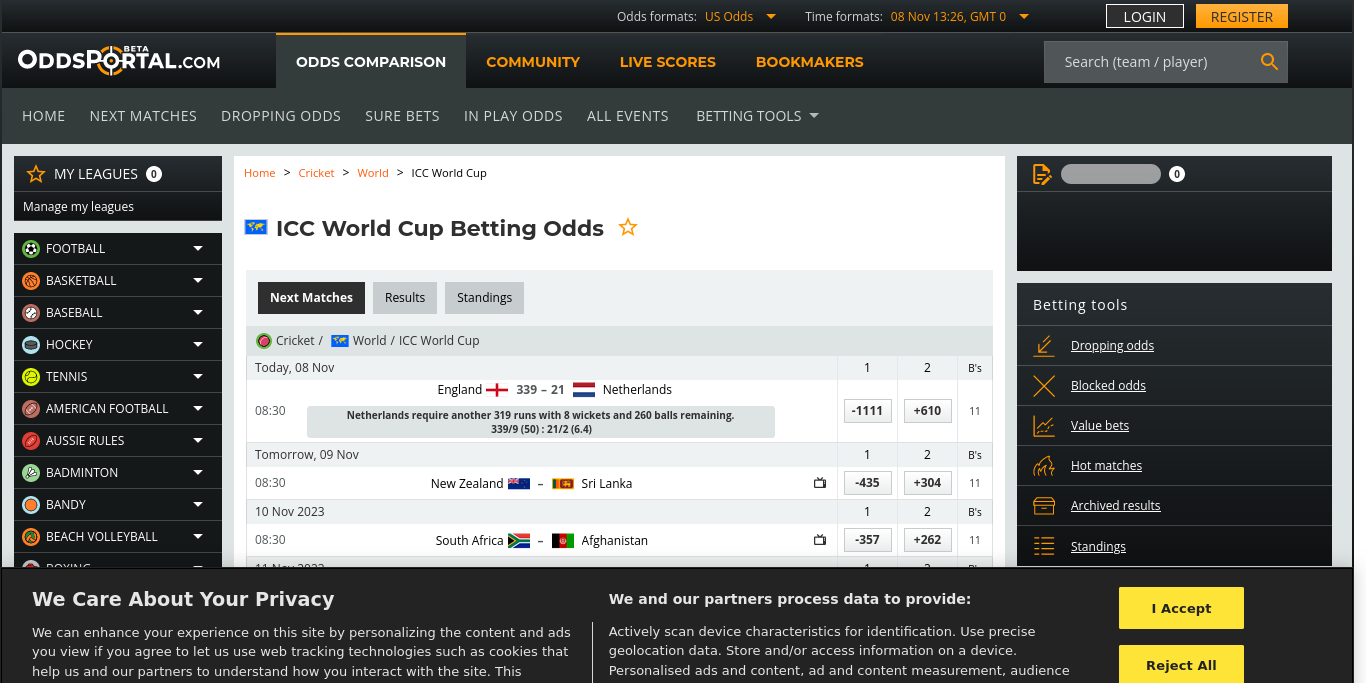 Odds formats: US Odds Time formats: 08 Nov 13:26, GMT 0 LOGIN REGISTER
ODDSPORTAL.COM BETA
ODDS COMPARISON COMMUNITY LIVE SCORES BOOKMAKERS Search (team / player)
HOME NEXT MATCHES DROPPING ODDS SURE BETS IN PLAY ODDS ALL EVENTS BETTING TOOLS
MY LEAGUES 0
Manage my leagues
FOOTBALL
BASKETBALL
BASEBALL
HOCKEY
TENNIS
AMERICAN FOOTBALL
AUSSIE RULES
BADMINTON
BANDY
BEACH VOLLEYBALL
BOXING
Home > Cricket > World > ICC World Cup
ICC World Cup Betting Odds
Next Matches Results Standings
Cricket / World / ICC World Cup
Today, 08 Nov 1 2 B's
England 339 – 21 Netherlands
08:30 -1111 +610 11
Netherlands require another 319 runs with 8 wickets and 260 balls remaining.
339/9 (50) : 21/2 (6.4)
Tomorrow, 09 Nov 1 2 B's
08:30 New Zealand – Sri Lanka -435 +304 11
10 Nov 2023 1 2 B's
08:30 South Africa – Afghanistan -357 +262 11
11 Nov 2023 1 2 B's
0
Betting tools
Dropping odds
Blocked odds
Value bets
Hot matches
Archived results
Standings
We Care About Your Privacy
We can enhance your experience on this site by personalizing the content and ads
you view if you agree to let us use web tracking technologies such as cookies that
help us and our partners to understand how you interact with the site. This
We and our partners process data to provide:
Actively scan device characteristics for identification. Use precise
geolocation data. Store and/or access information on a device.
Personalised ads and content, ad and content measurement, audience
I Accept
Reject All